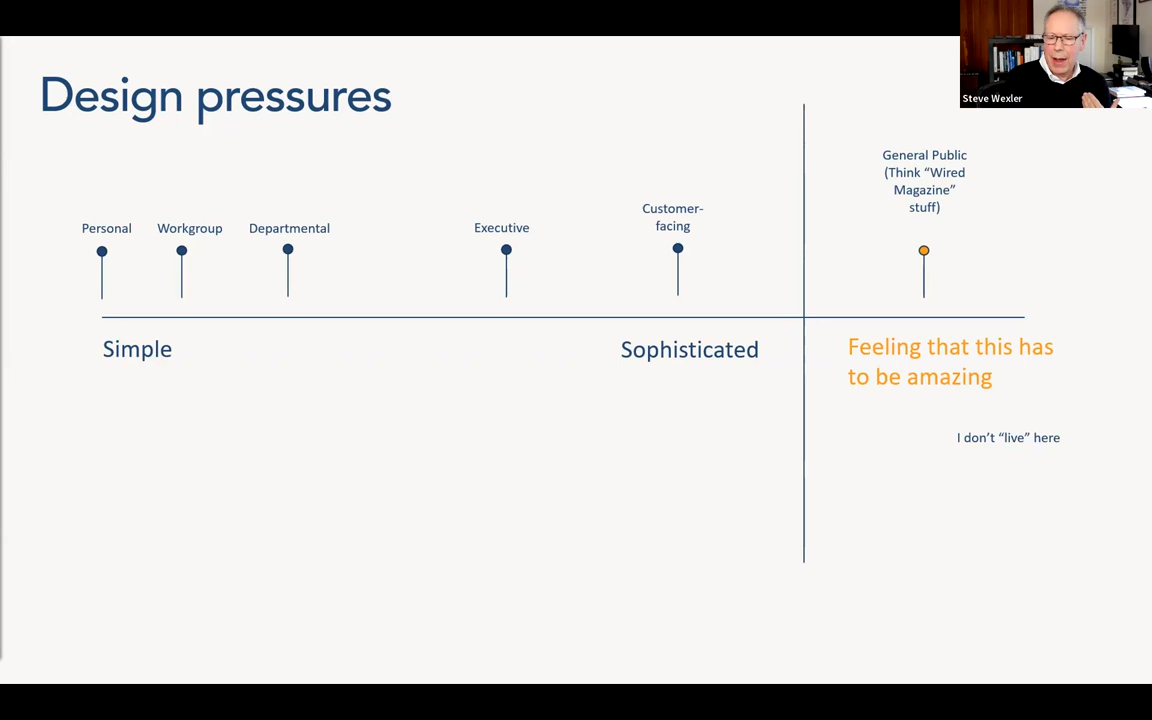 Design pressures
Steve Wexler
General Public
(Think “Wired
Magazine”
stuff)
Personal
Workgroup
Departmental
Executive
Customer-
facing
Simple
Sophisticated
Feeling that this has
to be amazing
I don’t “live” here